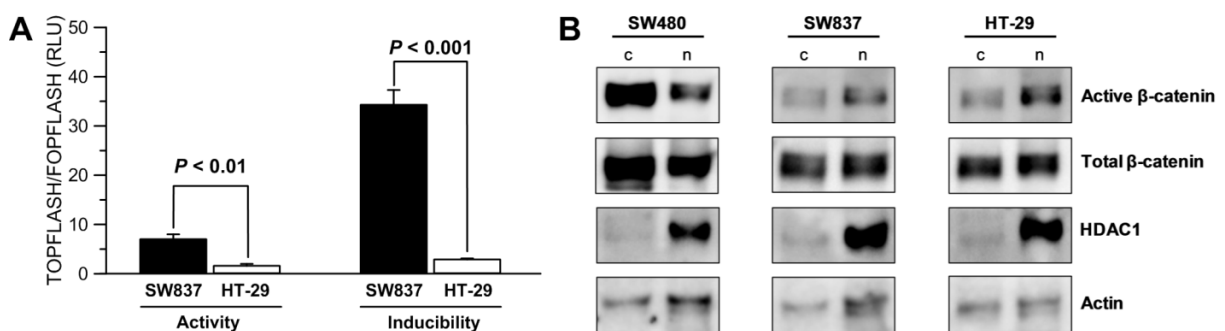 A
TOPFLASH/FOPFLASH (RLU)
50
40
30
20
10
0
P < 0.01
P < 0.001
SW837 HT-29
SW837 HT-29
Activity
Inducibility
B
SW480
SW837
HT-29
c n
c n
c n
Active β-catenin
Total β-catenin
HDAC1
Actin